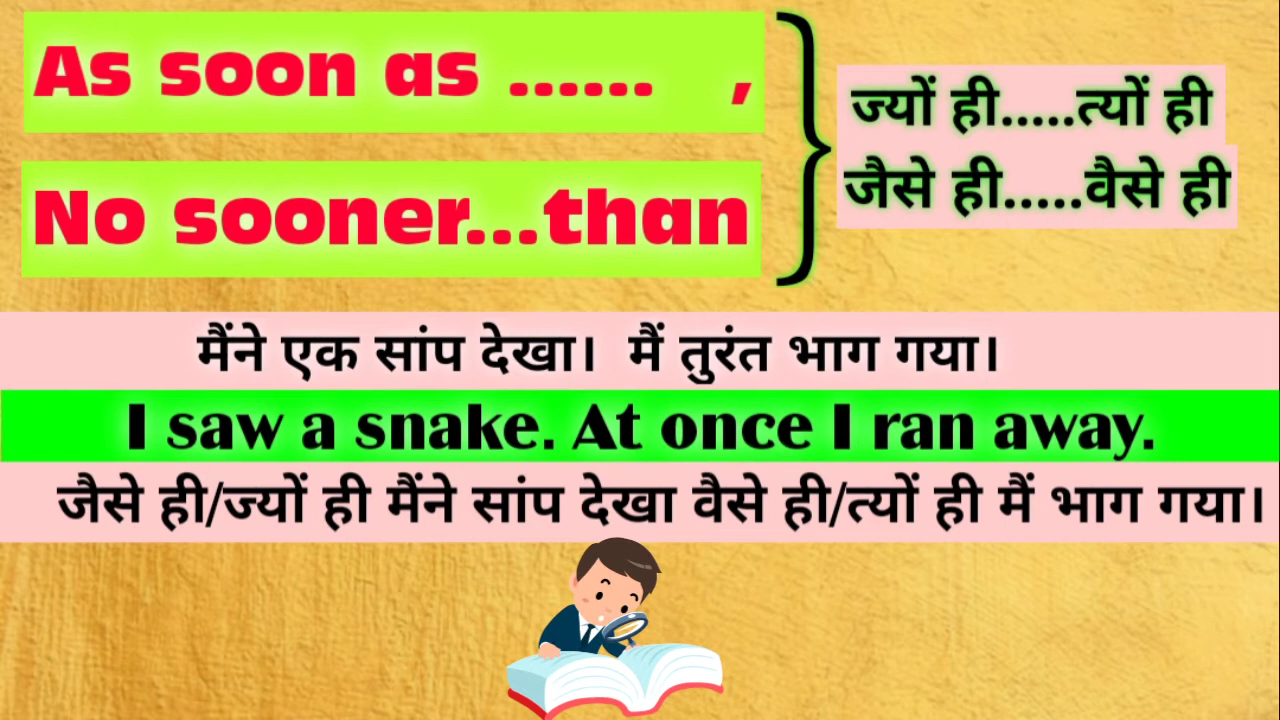 As soon as ...... ,
No sooner...than
ज्यों ही.....त्यों ही
जैसे ही.....वैसे ही
मैंने एक सांप देखा। मैं तुरंत भाग गया।
I saw a snake. At once I ran away.
जैसे ही/ज्यों ही मैंने सांप देखा वैसे ही/त्यों ही मैं भाग गया।